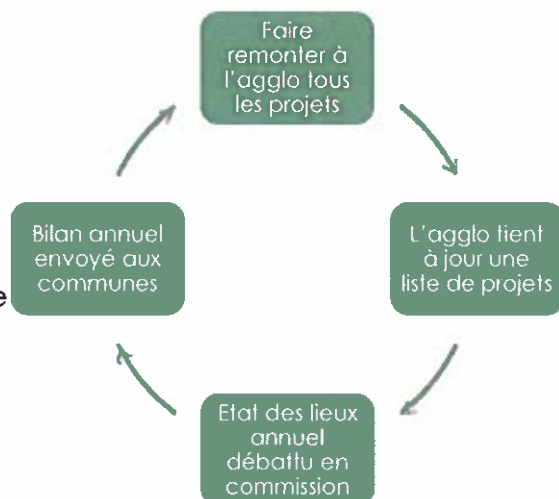 Faire
remonter à
l'agglo tous
les projets
L'agglo tient
à jour une
liste de projets
Etat des lieux
annuel
débattu en
commission
Bilan annuel
envoyé aux
communes
e